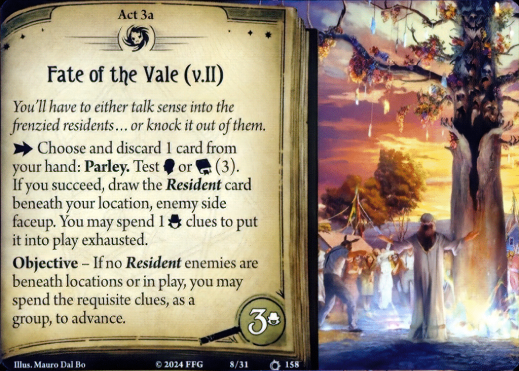 Act 3a
Fate of the Vale (v.II)
You'll have to either talk sense into the
frenzied residents... or knock it out of them.
Choose and discard 1 card from
your hand: Parley. Test or (3).
If you succeed, draw the Resident card
beneath your location, enemy side
faceup. You may spend 1 clues to put
it into play exhausted.
Objective – If no Resident enemies are
beneath locations or in play, you may
spend the requisite clues, as a
group, to advance.
3
Illus. Mauro Dal Bo © 2024 FFG 8/31 158